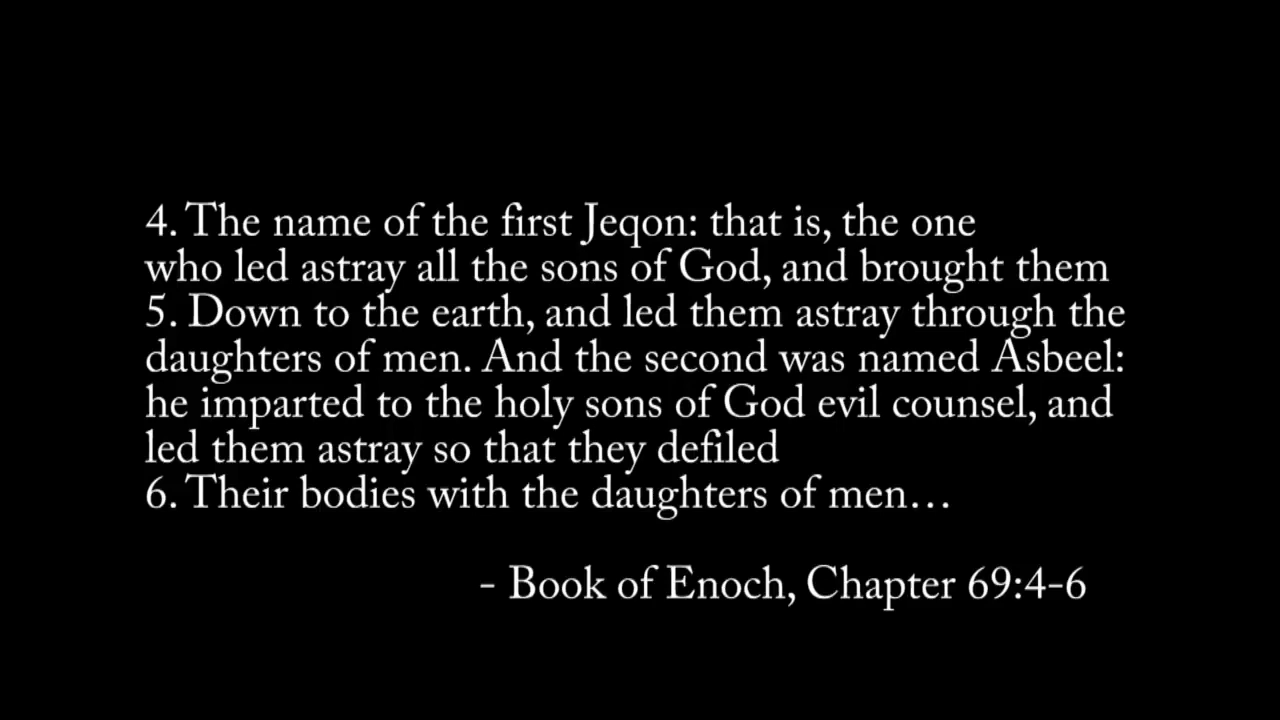 4. The name of the first Jeqon: that is, the one
who led astray all the sons of God, and brought them
5. Down to the earth, and led them astray through the
daughters of men. And the second was named Asbeel:
he imparted to the holy sons of God evil counsel, and
led them astray so that they defiled
6. Their bodies with the daughters of men...
- Book of Enoch, Chapter 69:4-6